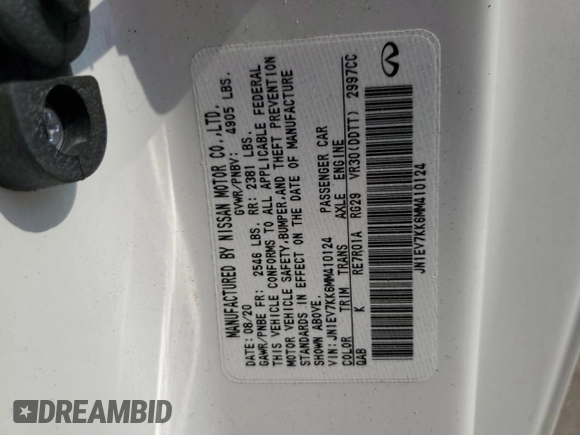 MANUFACTURED BY NISSAN MOTOR CO.,LTD.
DATE: 08/20 GVWR/PNBV: 4905 LBS.
GAWR/PNBE FR: 2546 LBS. RR: 2381 LBS.
THIS VEHICLE CONFORMS TO ALL APPLICABLE FEDERAL
MOTOR VEHICLE SAFETY,BUMPER,AND THEFT PREVENTION
STANDARDS IN EFFECT ON THE DATE OF MANUFACTURE
SHOWN ABOVE.
VIN: JN1EV7KK6MM410124 PASSENGER CAR
COLOR TRIM TRANS AXLE ENGINE
QAB K RE7R01A RG29 VR30(DDTT) 2997CC
JN1EV7KK6MM410124
DREAMBID